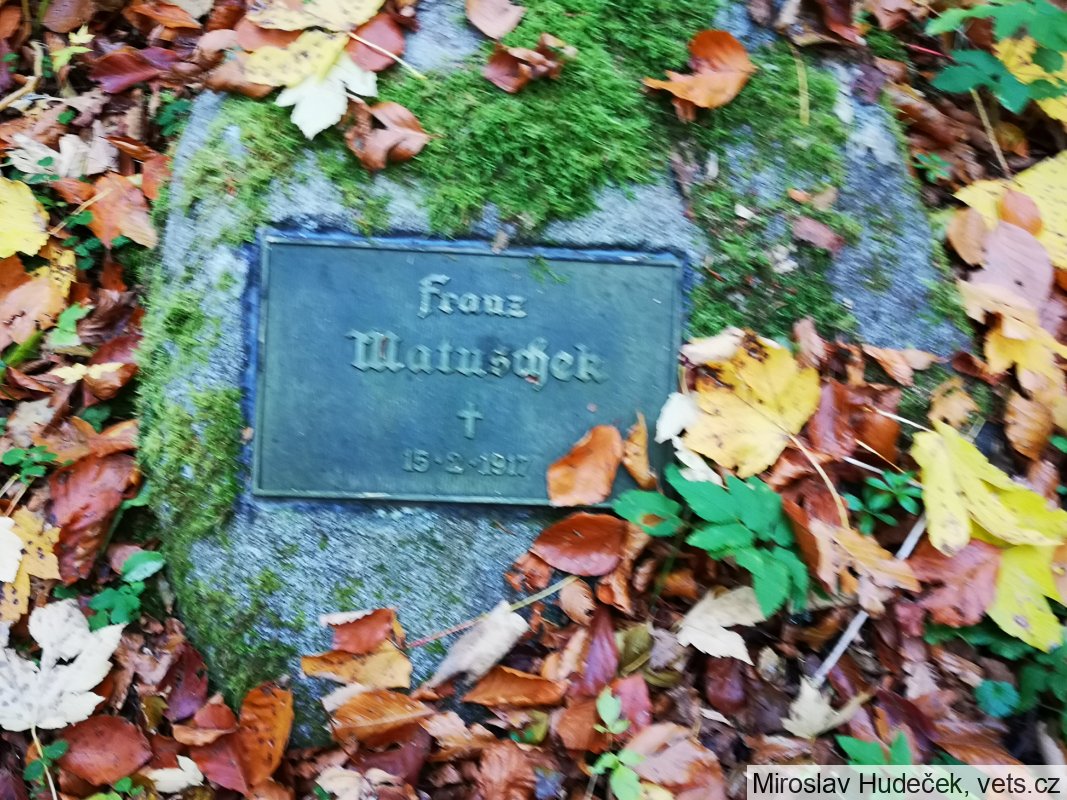 Franz
Matuschek
†
15·2·1917
Miroslav Hudeček, vets.cz